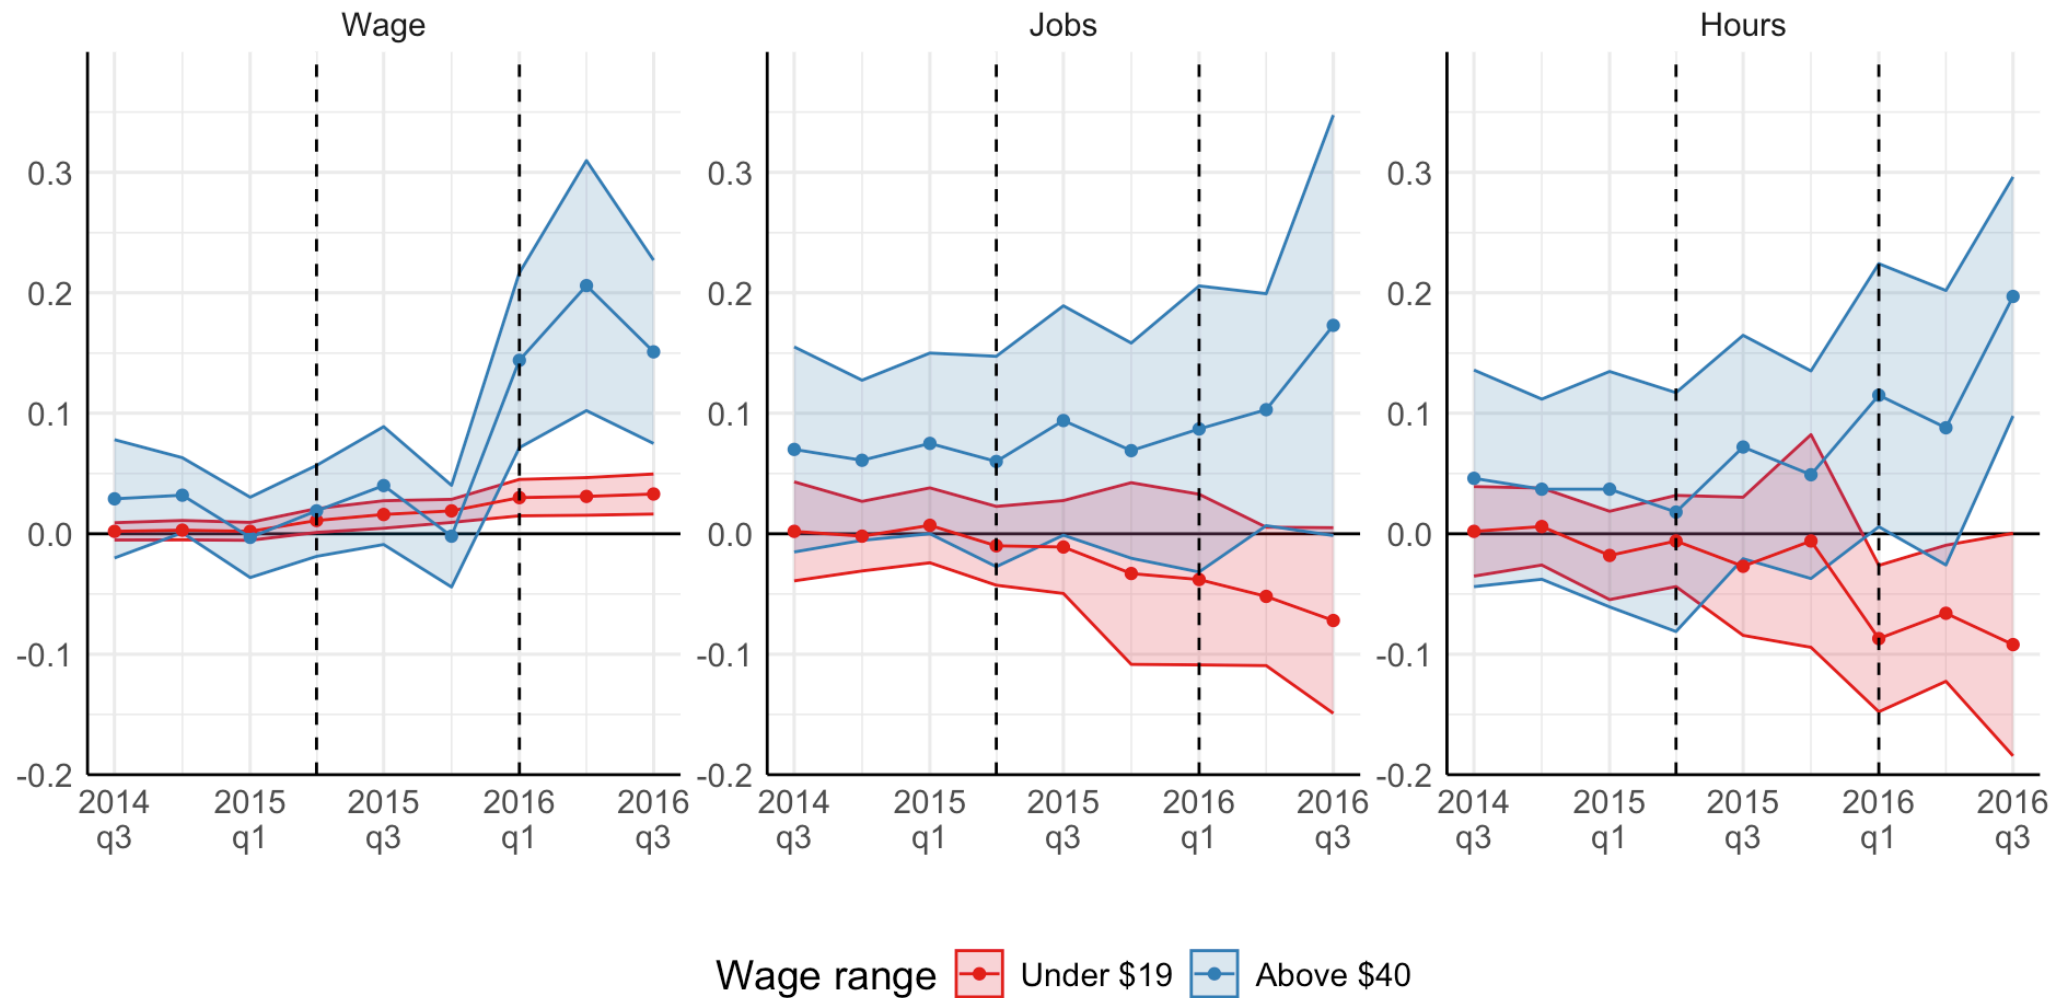 Wage Jobs Hours
0.3 0.3 0.3
0.2 0.2 0.2
0.1 0.1 0.1
0.0 0.0 0.0
-0.1 -0.1 -0.1
-0.2 -0.2 -0.2
2014 2015 2015 2016 2016 2014 2015 2015 2016 2016 2014 2015 2015 2016 2016
q3 q1 q3 q1 q3 q3 q1 q3 q1 q3 q3 q1 q3 q1 q3
Wage range Under $19 Above $40